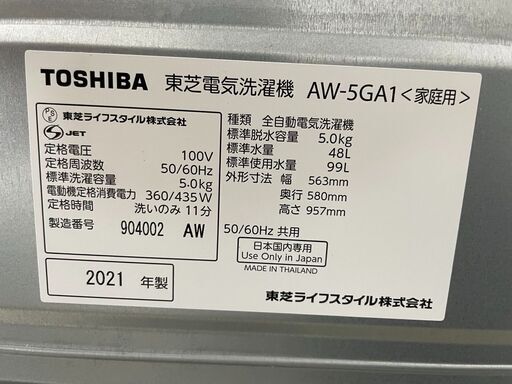 TOSHIBA 東芝電気洗濯機 AW-5GA1<家庭用>
PSE
東芝ライフスタイル株式会社
S JET
定格電圧 100V
定格周波数 50/60Hz
標準洗濯容量 5.0kg
電動機定格消費電力 360/435W
定格時間 洗いのみ 11分
製造番号 904002 AW
2021 年製
種類 全自動電気洗濯機
標準脱水容量 5.0kg
標準水量 48L
標準使用水量 99L
外形寸法 幅 563mm
奥行 580mm
高さ 957mm
50/60Hz 共用
日本国内専用
Use Only in Japan
MADE IN THAILAND
東芝ライフスタイル株式会社